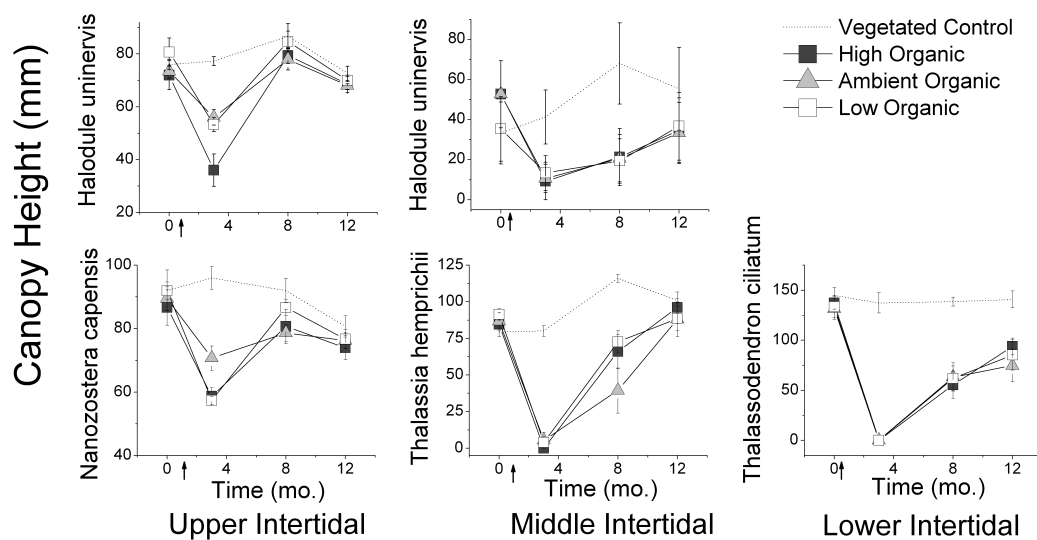 Canopy Height (mm)
Halodule uninervis
80
60
40
20
0 4 8 12
Halodule uninervis
80
60
40
20
0
0 4 8 12
Vegetated Control
High Organic
Ambient Organic
Low Organic
Nanozostera capensis
100
80
60
40
0 4 8 12
Time (mo.)
Upper Intertidal
Thalassia hemprichii
125
100
75
50
25
0
0 4 8 12
Time (mo.)
Middle Intertidal
Thalassodendron ciliatum
150
100
50
0
0 4 8 12
Time (mo.)
Lower Intertidal